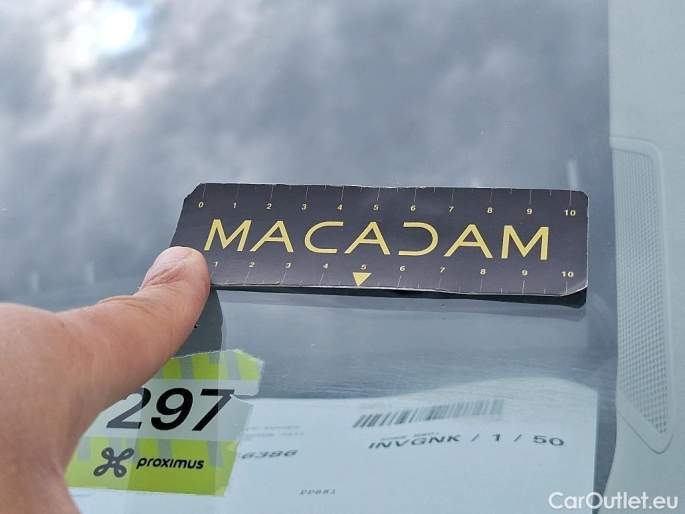 0 1 2 3 4 5 6 7 8 9 10
MACADAM
1 2 3 4 5 6 7 8 9 10
297
proximus
6386
INVGNK / 1 / 50
CarOutlet.eu